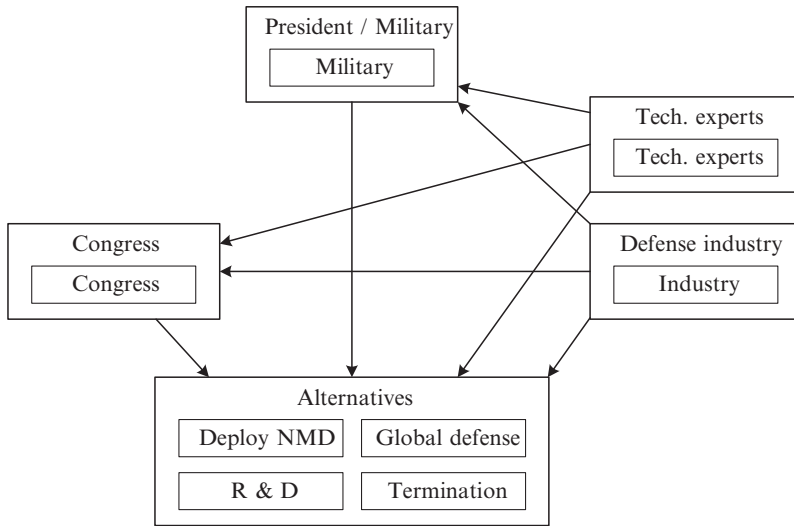 President / Military
Military
Tech. experts
Tech. experts
Congress
Congress
Defense industry
Industry
Alternatives
Deploy NMD
Global defense
R & D
Termination